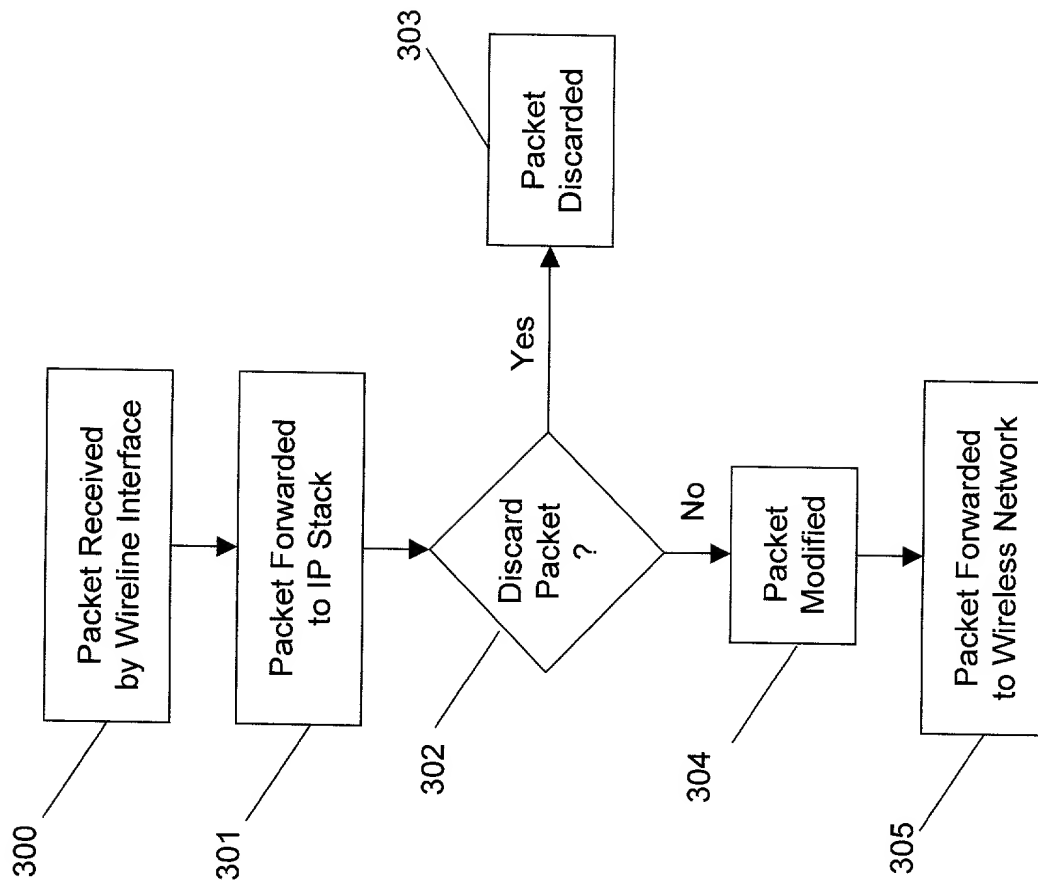 300
Packet Received
by Wireline Interface
301
Packet Forwarded
to IP Stack
302
Discard
Packet
?
Yes
303
Packet
Discarded
No
304
Packet
Modified
305
Packet Forwarded
to Wireless Network